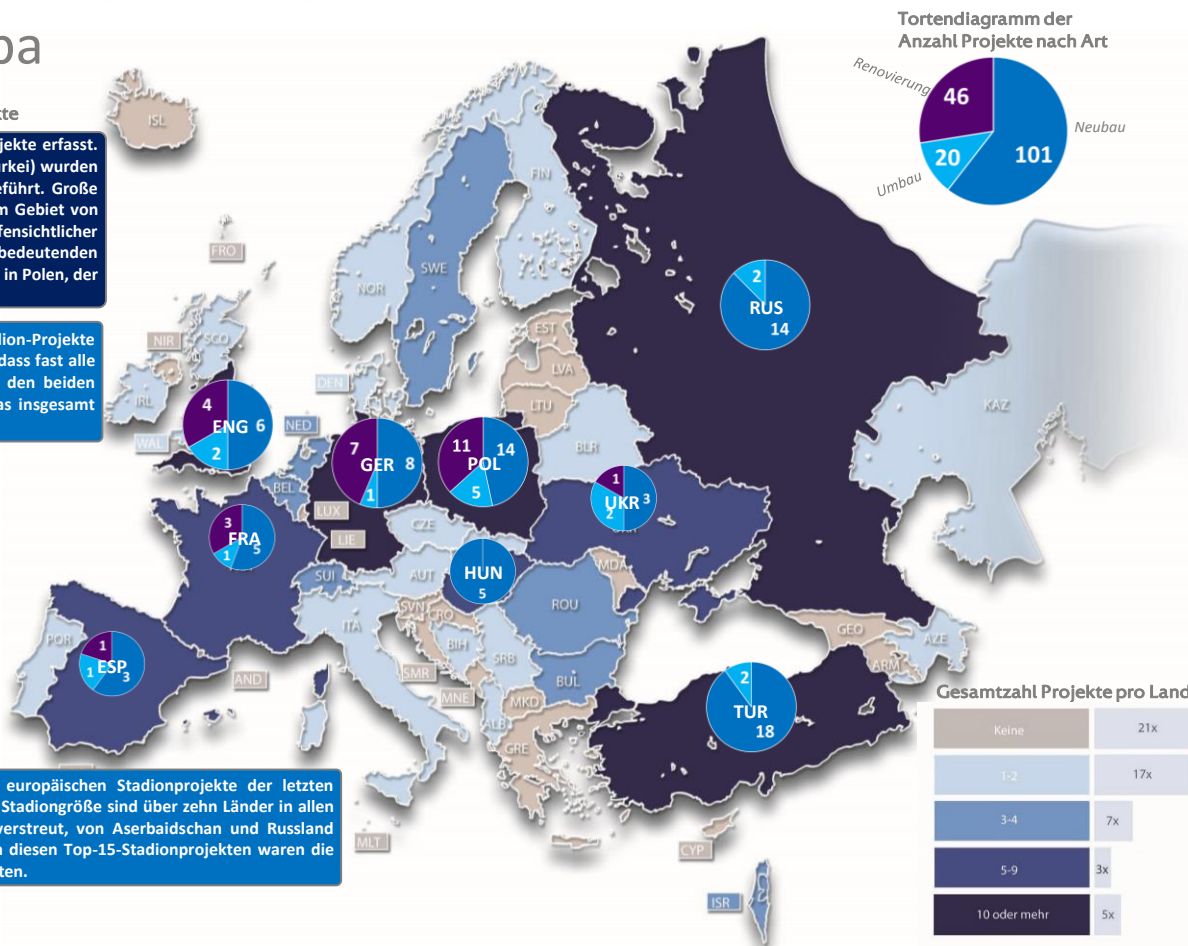 pa
kte
jekte erfasst.
rkei) wurden
eführt. Große
m Gebiet von
ffensichtlicher
bedeutenden
in Polen, der
dion-Projekte
dass fast alle
den beiden
as insgesamt
europäischen Stadionprojekte der letzten
Stadiongröße sind über zehn Länder in allen
verstreut, von Aserbaidschan und Russland
n diesen Top-15-Stadionprojekten waren die
ten.
Tortendiagramm der
Anzahl Projekte nach Art
Renovierung
46
Neubau
101
20
Umbau
ISL
FIN
FRO
SWE
NOR
2
RUS
14
NIR
SCO
EST
LVA
LTU
DEN
IRL
KAZ
4
ENG 6
2
NED
WAL
BLR
7
GER 8
1
11
POL
14
5
BEL
1
UKR 3
2
LUX
LIE
CZE
3
FRA
1
5
HUN
5
MDA
SUI
AUT
ROU
SVN
CRO
ITA
BIH
SRB
POR
1
ESP
1
3
AND
SMR
MNE
BUL
MKD
ALB
GRE
GEO
AZE
ARM
2
TUR
18
MLT
CYP
ISR
Gesamtzahl Projekte pro Land
Keine 21x
1-2 17x
3-4 7x
5-9 3x
10 oder mehr 5x